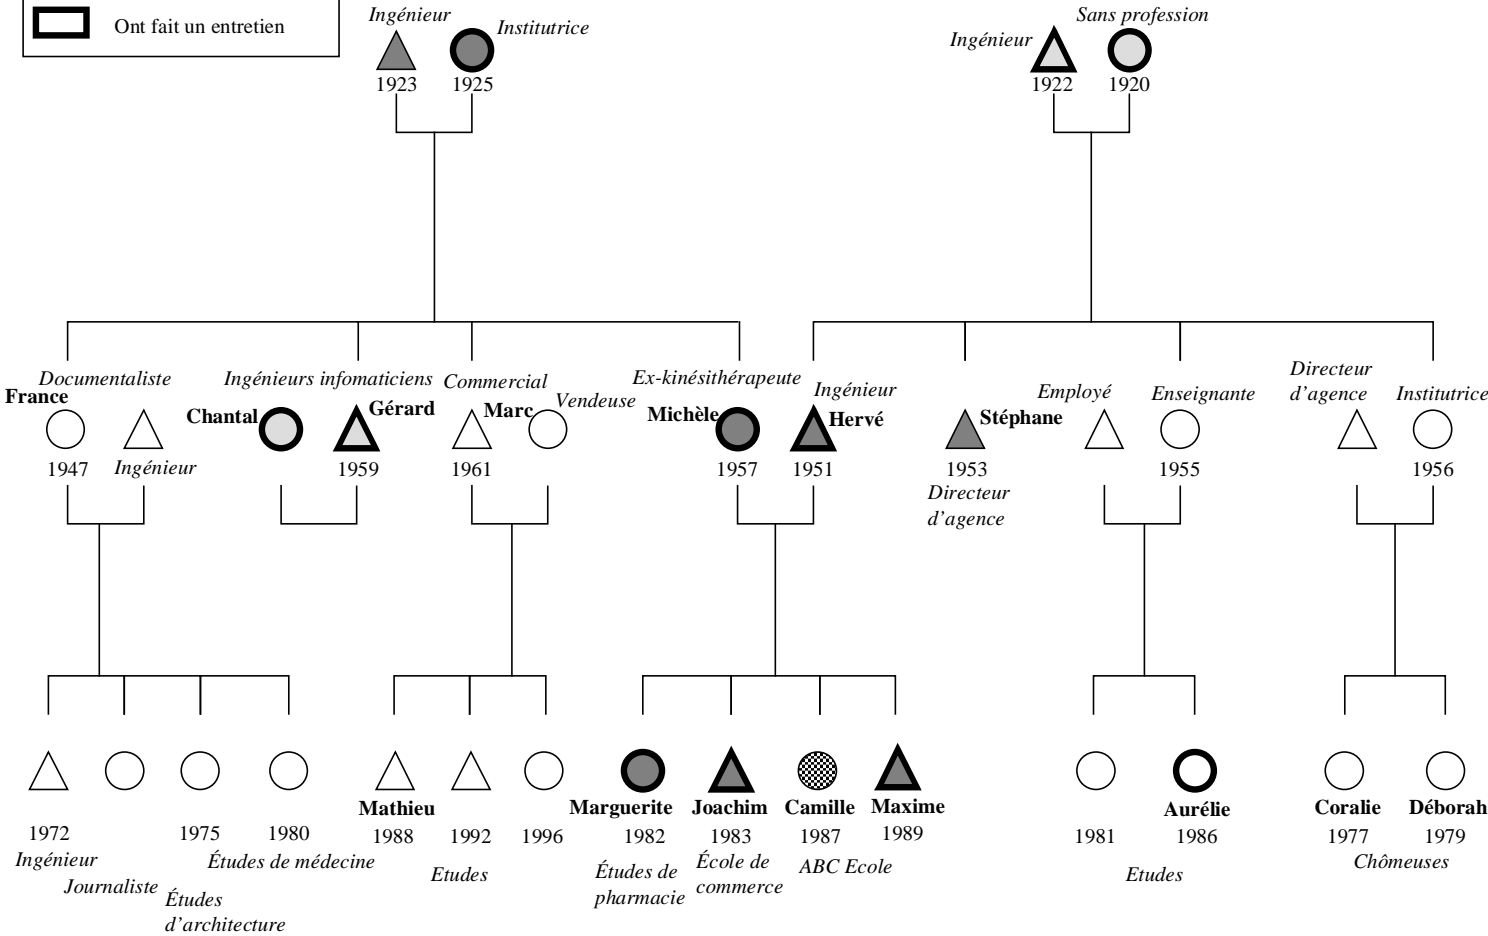 Ont fait un entretien
Ingénieur
Institutrice
1923
1925
Sans profession
Ingénieur
1922
1920
Documentaliste
France
1947
Ingénieur
Ingénieurs infomaticiens
Chantal
Gérard
1959
Commercial
Marc
Vendeuse
1961
Ex-kinésithérapeute
Michèle
1957
Ingénieur
Hervé
1951
Stéphane
1953
Directeur
d’agence
Employé
Enseignante
1955
Directeur
d’agence
Institutrice
1956
1972
Ingénieur
Journaliste
1975
Études
d’architecture
1980
Études de médecine
Mathieu
1988
1992
1996
Etudes
Marguerite
1982
Études de
pharmacie
Joachim
1983
École de
commerce
Camille
1987
ABC Ecole
Maxime
1989
1981
Aurélie
1986
Etudes
Coralie
1977
Déborah
1979
Chômeuses